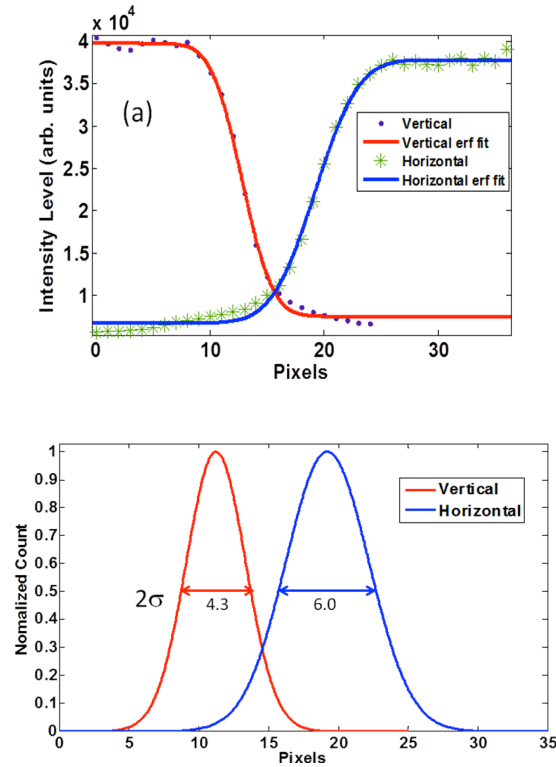 × 10⁴
4
3.5
3
2.5
2
1.5
1
Intensity Level (arb. units)
(a)
Vertical
Vertical erf fit
Horizontal
Horizontal erf fit
0 10 20 30
Pixels
1
0.9
0.8
0.7
0.6
0.5
0.4
0.3
0.2
0.1
0
Normalized Count
Vertical
Horizontal
2σ
4.3 6.0
0 5 10 15 20 25 30 35
Pixels